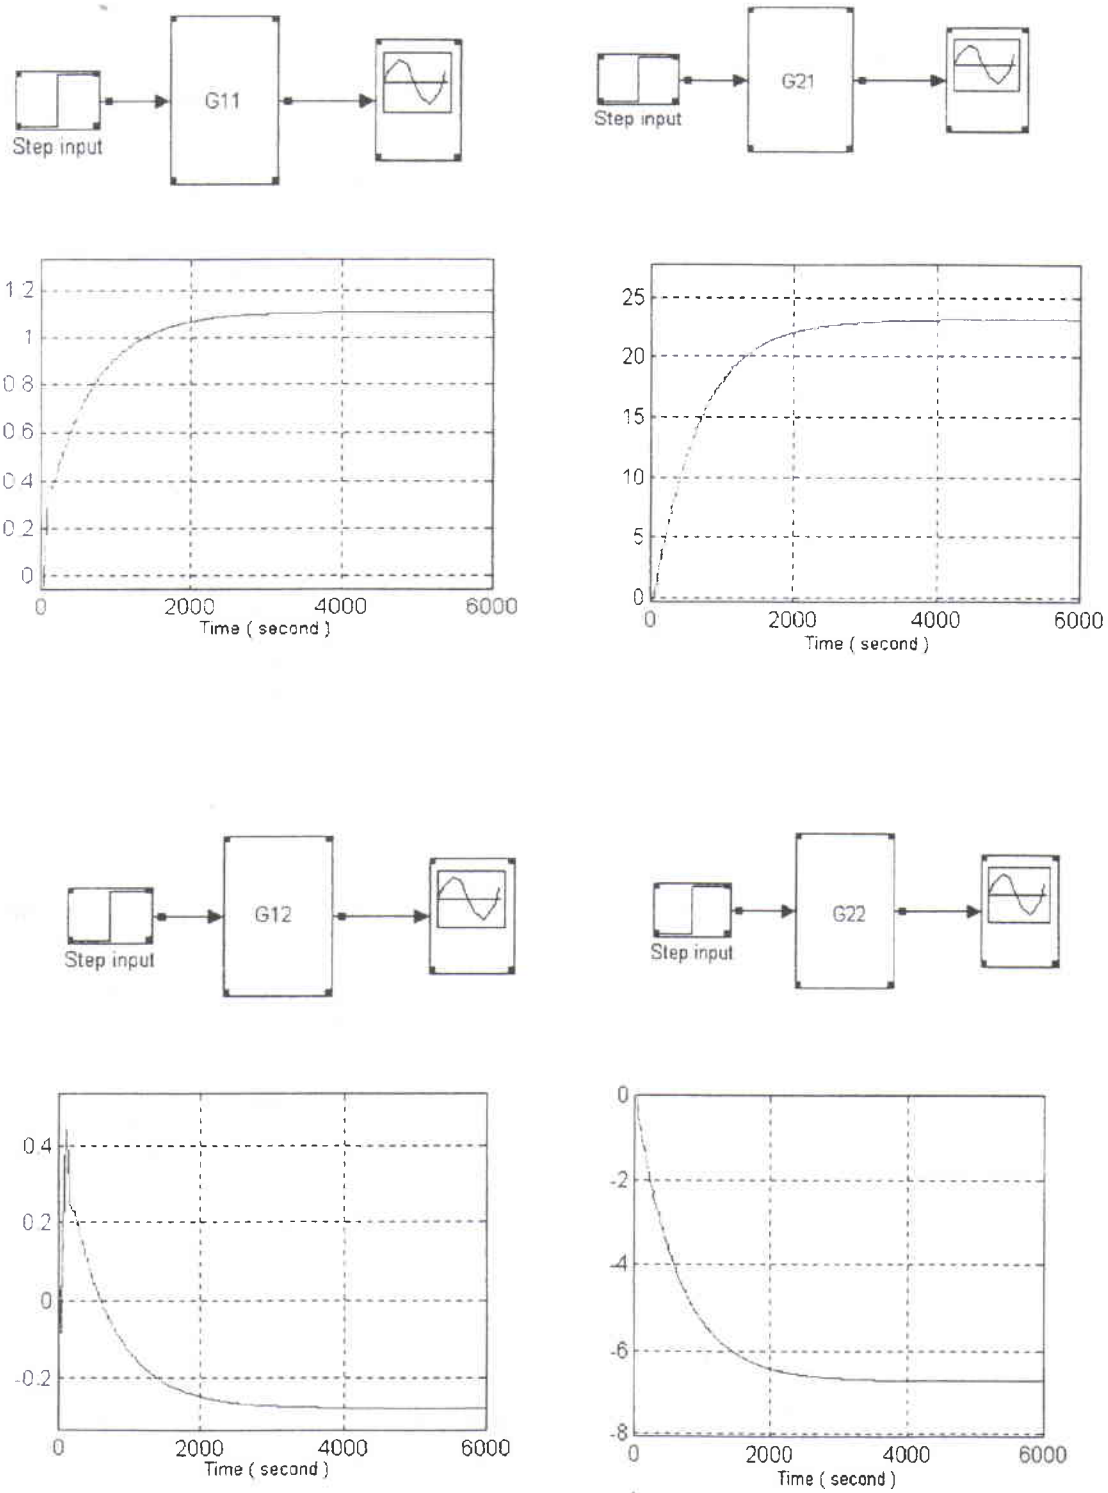 G11
Step input
G21
Step input
1.2
1
0.8
0.6
0.4
0.2
0
0 2000 4000 6000
Time ( second )
25
20
15
10
5
0
0 2000 4000 6000
Time ( second )
G12
Step input
G22
Step input
0.4
0.2
0
-0.2
0 2000 4000 6000
Time ( second )
0
-2
-4
-6
-8
0 2000 4000 6000
Time ( second )